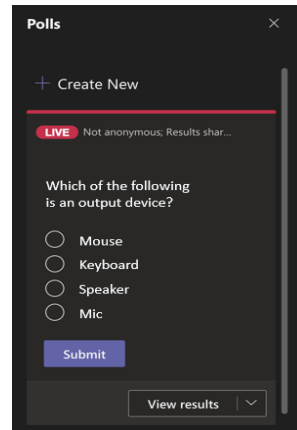 Polls
Create New
LIVE Not anonymous; Results shar...
Which of the following
is an output device?
Mouse
Keyboard
Speaker
Mic
Submit
View results